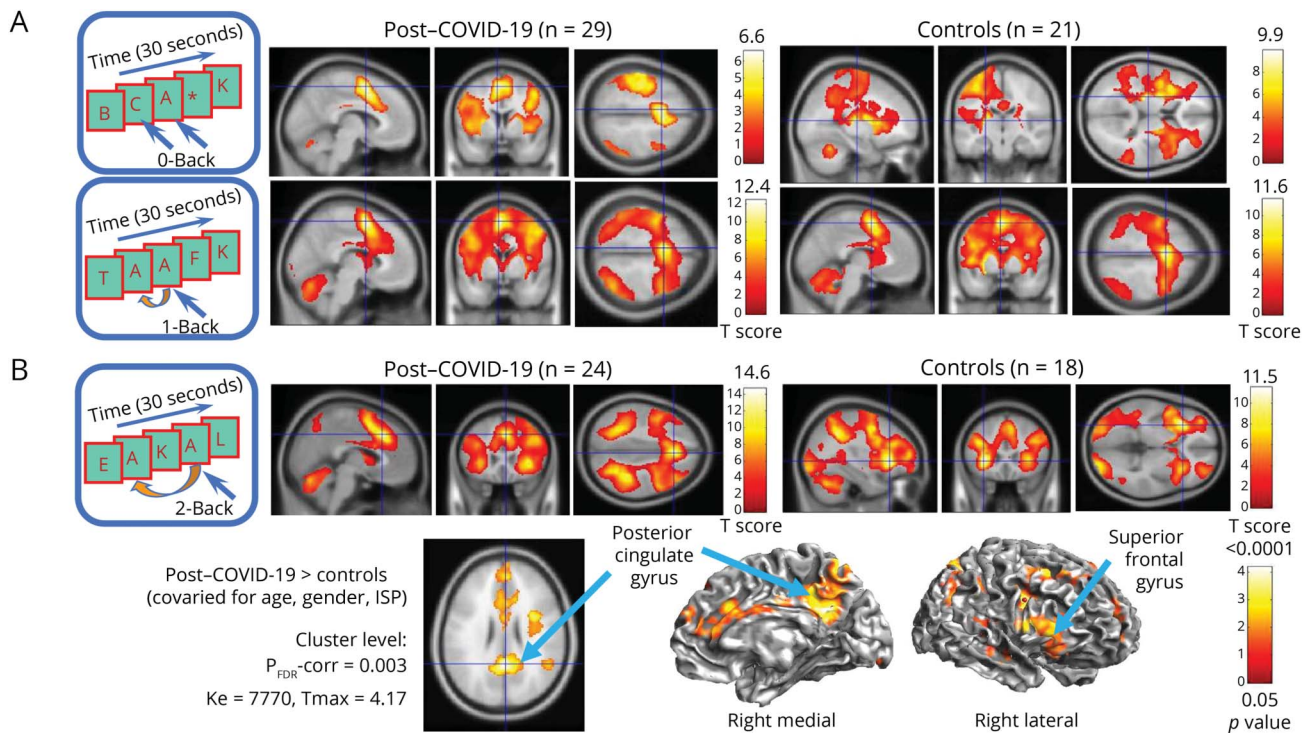 A
Time (30 seconds)
B C A * K
0-Back
Post–COVID-19 (n = 29)
6.6
6
5
4
3
2
1
0
Controls (n = 21)
9.9
8
6
4
2
0
Time (30 seconds)
T A A F K
1-Back
12.4
12
10
8
6
4
2
0
T score
11.6
10
8
6
4
2
0
T score
B
Time (30 seconds)
E A K A L
2-Back
Post–COVID-19 (n = 24)
14.6
14
12
10
8
6
4
2
0
T score
Controls (n = 18)
11.5
10
8
6
4
2
0
T score
Post–COVID-19 > controls
(covaried for age, gender, ISP)
Cluster level:
PFDR-corr = 0.003
Ke = 7770, Tmax = 4.17
Posterior
cingulate
gyrus
Right medial
Superior
frontal
gyrus
Right lateral
<0.0001
4
3
2
1
0
0.05
p value